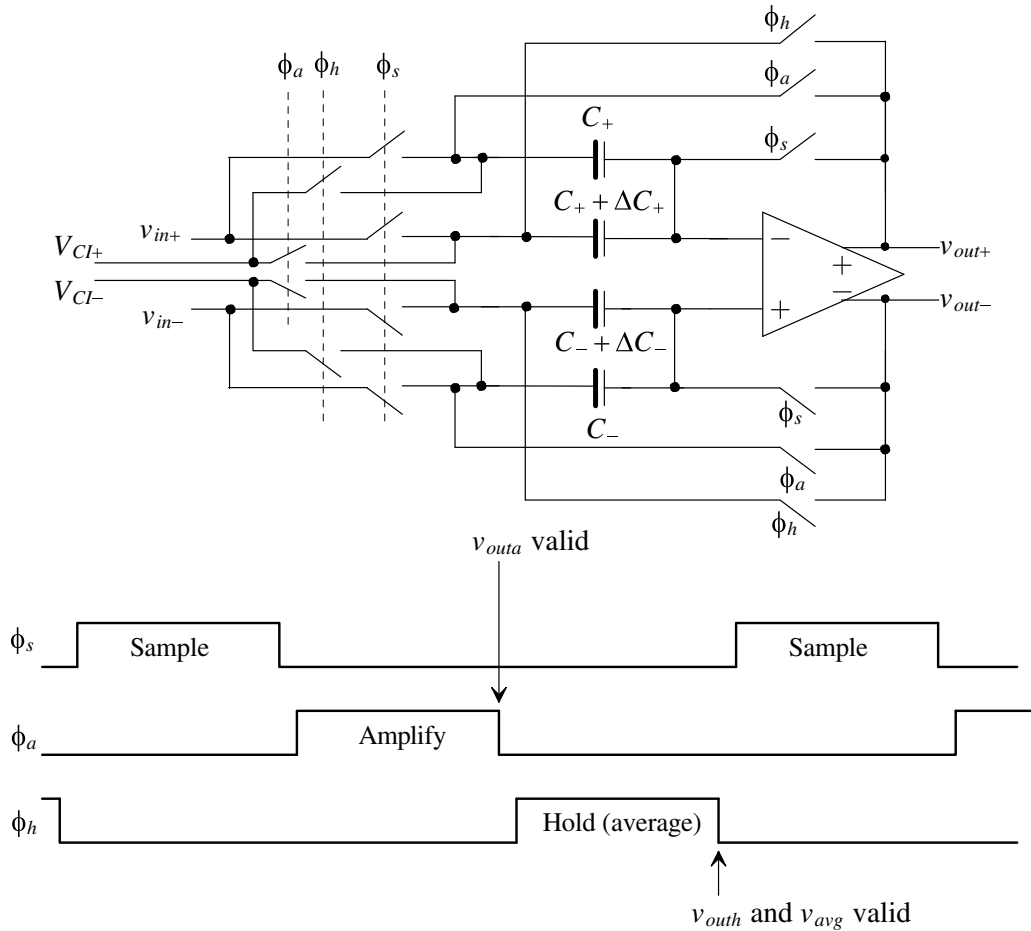 ϕh
ϕa ϕh ϕs
ϕa
C+
ϕs
C+ + ΔC+
vin+
VCI+
VCI−
vin−
−
+
+
−
vout+
vout−
C− + ΔC−
ϕs
C−
ϕa
ϕh
vouta valid
ϕs Sample Sample
ϕa Amplify
ϕh Hold (average)
vouth and vavg valid